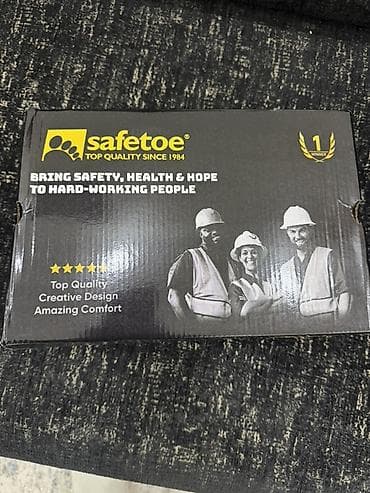 safetoe®
TOP QUALITY SINCE 1984
1
BRING SAFETY, HEALTH & HOPE
TO HARD-WORKING PEOPLE
Top Quality
Creative Design
Amazing Comfort